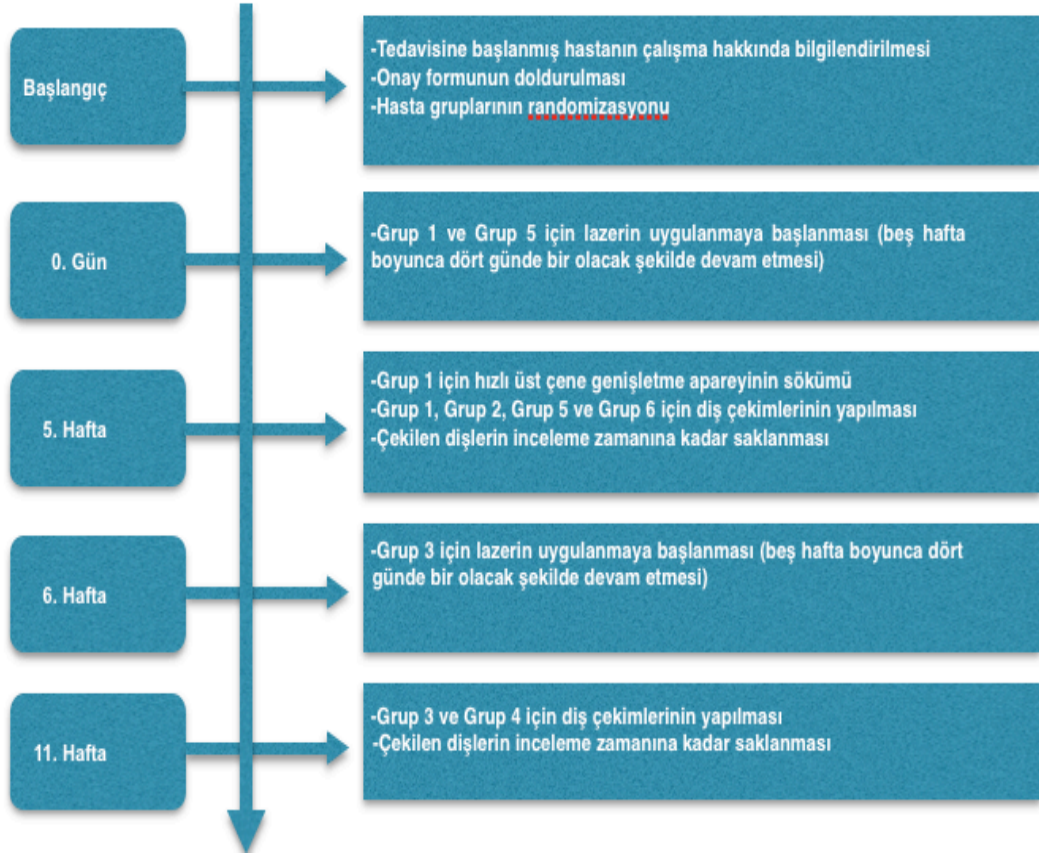 Başlangıç
-Tedavisine başlanmış hastanın çalışma hakkında bilgilendirilmesi
-Onay formunun doldurulması
-Hasta gruplarının randomizasyonu
0. Gün
-Grup 1 ve Grup 5 için lazerin uygulanmaya başlanması (beş hafta
boyunca dört günde bir olacak şekilde devam etmesi)
5. Hafta
-Grup 1 için hızlı üst çene genişletme apareyinin sökümü
-Grup 1, Grup 2, Grup 5 ve Grup 6 için diş çekimlerinin yapılması
-Çekilen dişlerin inceleme zamanına kadar saklanması
6. Hafta
-Grup 3 için lazerin uygulanmaya başlanması (beş hafta boyunca dört
günde bir olacak şekilde devam etmesi)
11. Hafta
-Grup 3 ve Grup 4 için diş çekimlerinin yapılması
-Çekilen dişlerin inceleme zamanına kadar saklanması